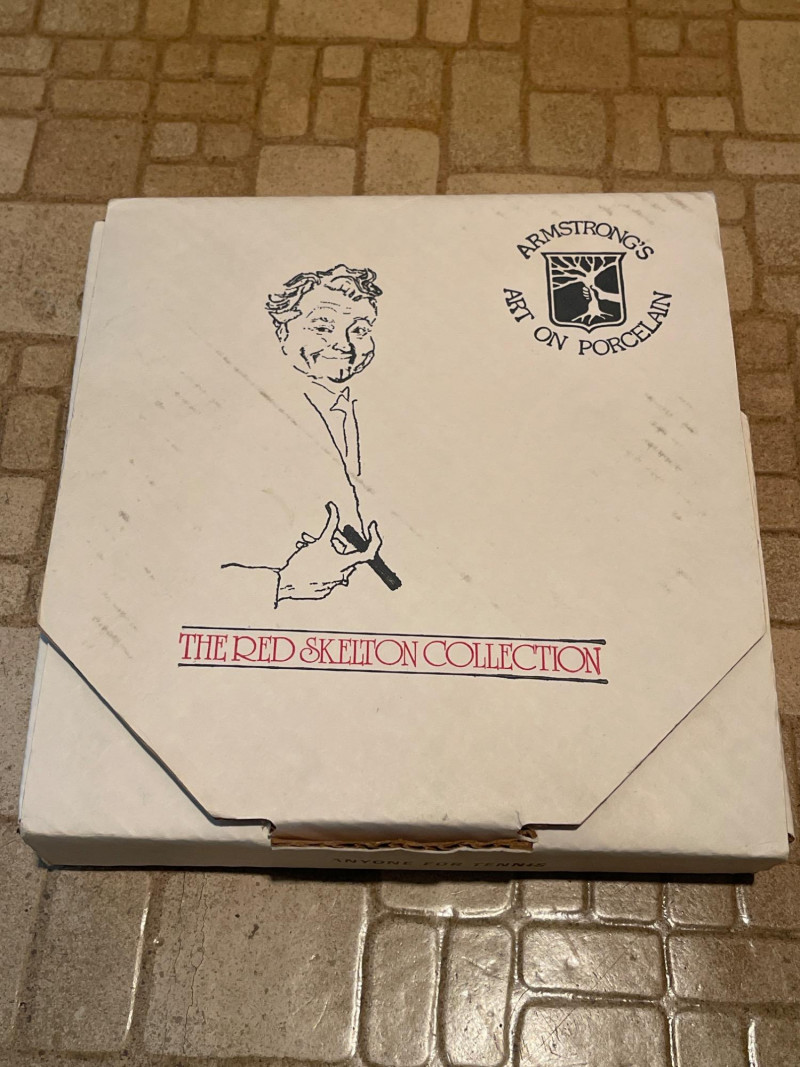 ARMSTRONG'S
ART ON PORCELAIN
THE RED SKELTON COLLECTION
ANYONE FOR TENNIS